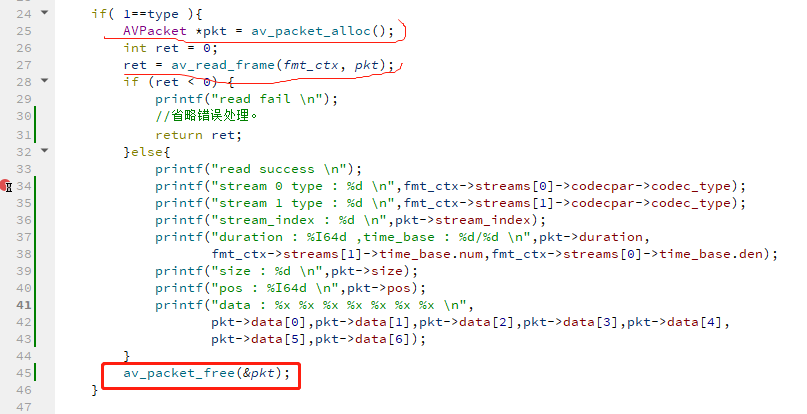 24 if( 1==type ){
25 AVPacket *pkt = av_packet_alloc();
26 int ret = 0;
27 ret = av_read_frame(fmt_ctx, pkt);
28 if (ret < 0) {
29 printf("read fail \n");
30 //省略错误处理。
31 return ret;
32 }else{
33 printf("read success \n");
34 printf("stream 0 type : %d \n",fmt_ctx->streams[0]->codecpar->codec_type);
35 printf("stream 1 type : %d \n",fmt_ctx->streams[1]->codecpar->codec_type);
36 printf("stream_index : %d \n",pkt->stream_index);
37 printf("duration : %I64d ,time_base : %d/%d \n",pkt->duration,
38 fmt_ctx->streams[1]->time_base.num,fmt_ctx->streams[0]->time_base.den);
39 printf("size : %d \n",pkt->size);
40 printf("pos : %I64d \n",pkt->pos);
41 printf("data : %x %x %x %x %x %x %x \n",
42 pkt->data[0],pkt->data[1],pkt->data[2],pkt->data[3],pkt->data[4],
43 pkt->data[5],pkt->data[6]);
44 }
45 av_packet_free(&pkt);
46 }
47